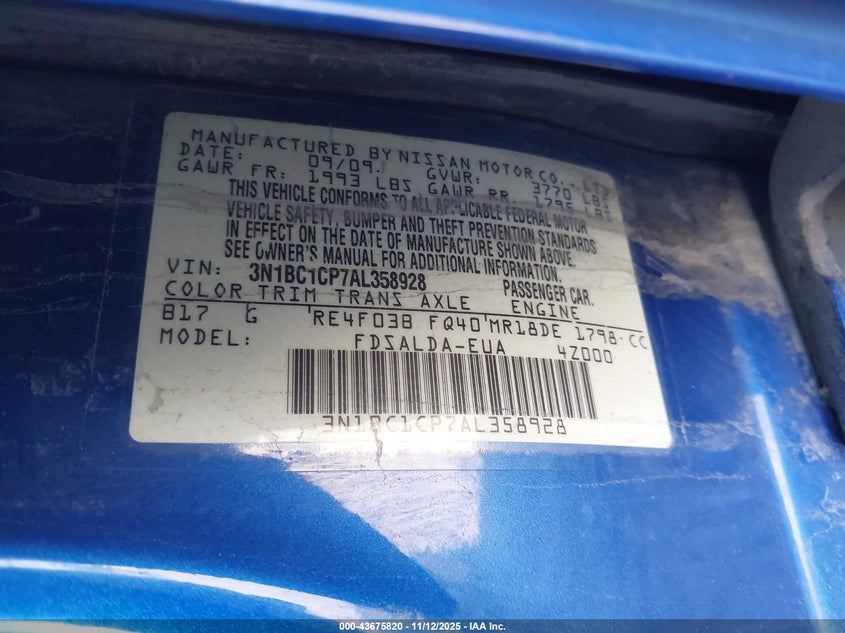 MANUFACTURED BY NISSAN MOTOR CO., LTD
DATE: 09/09. GVWR: 3770 LBS
GAWR FR: 1993 LBS GAWR RR. 1795 LBS
THIS VEHICLE CONFORMS TO ALL APPLICABLE FEDERAL MOTOR
VEHICLE SAFETY, BUMPER AND THEFT PREVENTION STANDARDS
IN EFFECT ON THE DATE OF MANUFACTURE SHOWN ABOVE.
SEE OWNER'S MANUAL FOR ADDITIONAL INFORMATION.
VIN: 3N1BC1CP7AL358928 PASSENGER CAR.
COLOR TRIM TRANS AXLE ENGINE
B17 G RE4F03B FQ40 MR18DE 1798 CC
MODEL: FDSALDA-EUA 4Z000
3N1BC1CP7AL358928
000-43675820 - 11/12/2025 - IAA Inc.